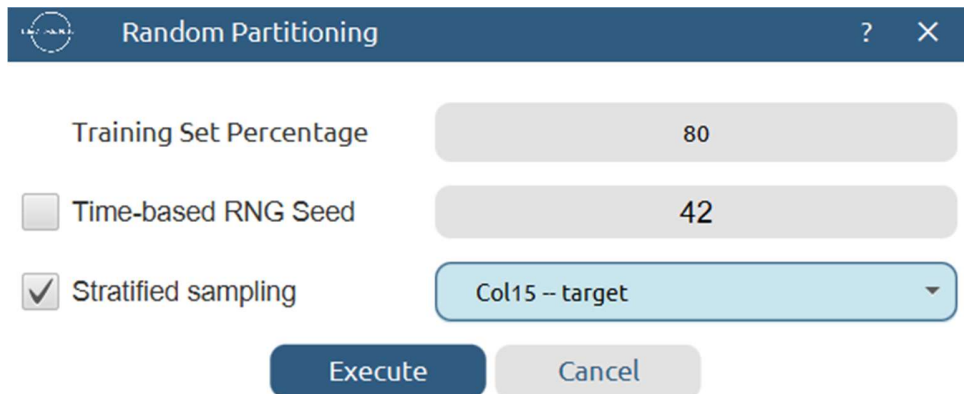 Random Partitioning ? ×
Training Set Percentage 80
Time-based RNG Seed 42
Stratified sampling Col15 -- target
Execute Cancel